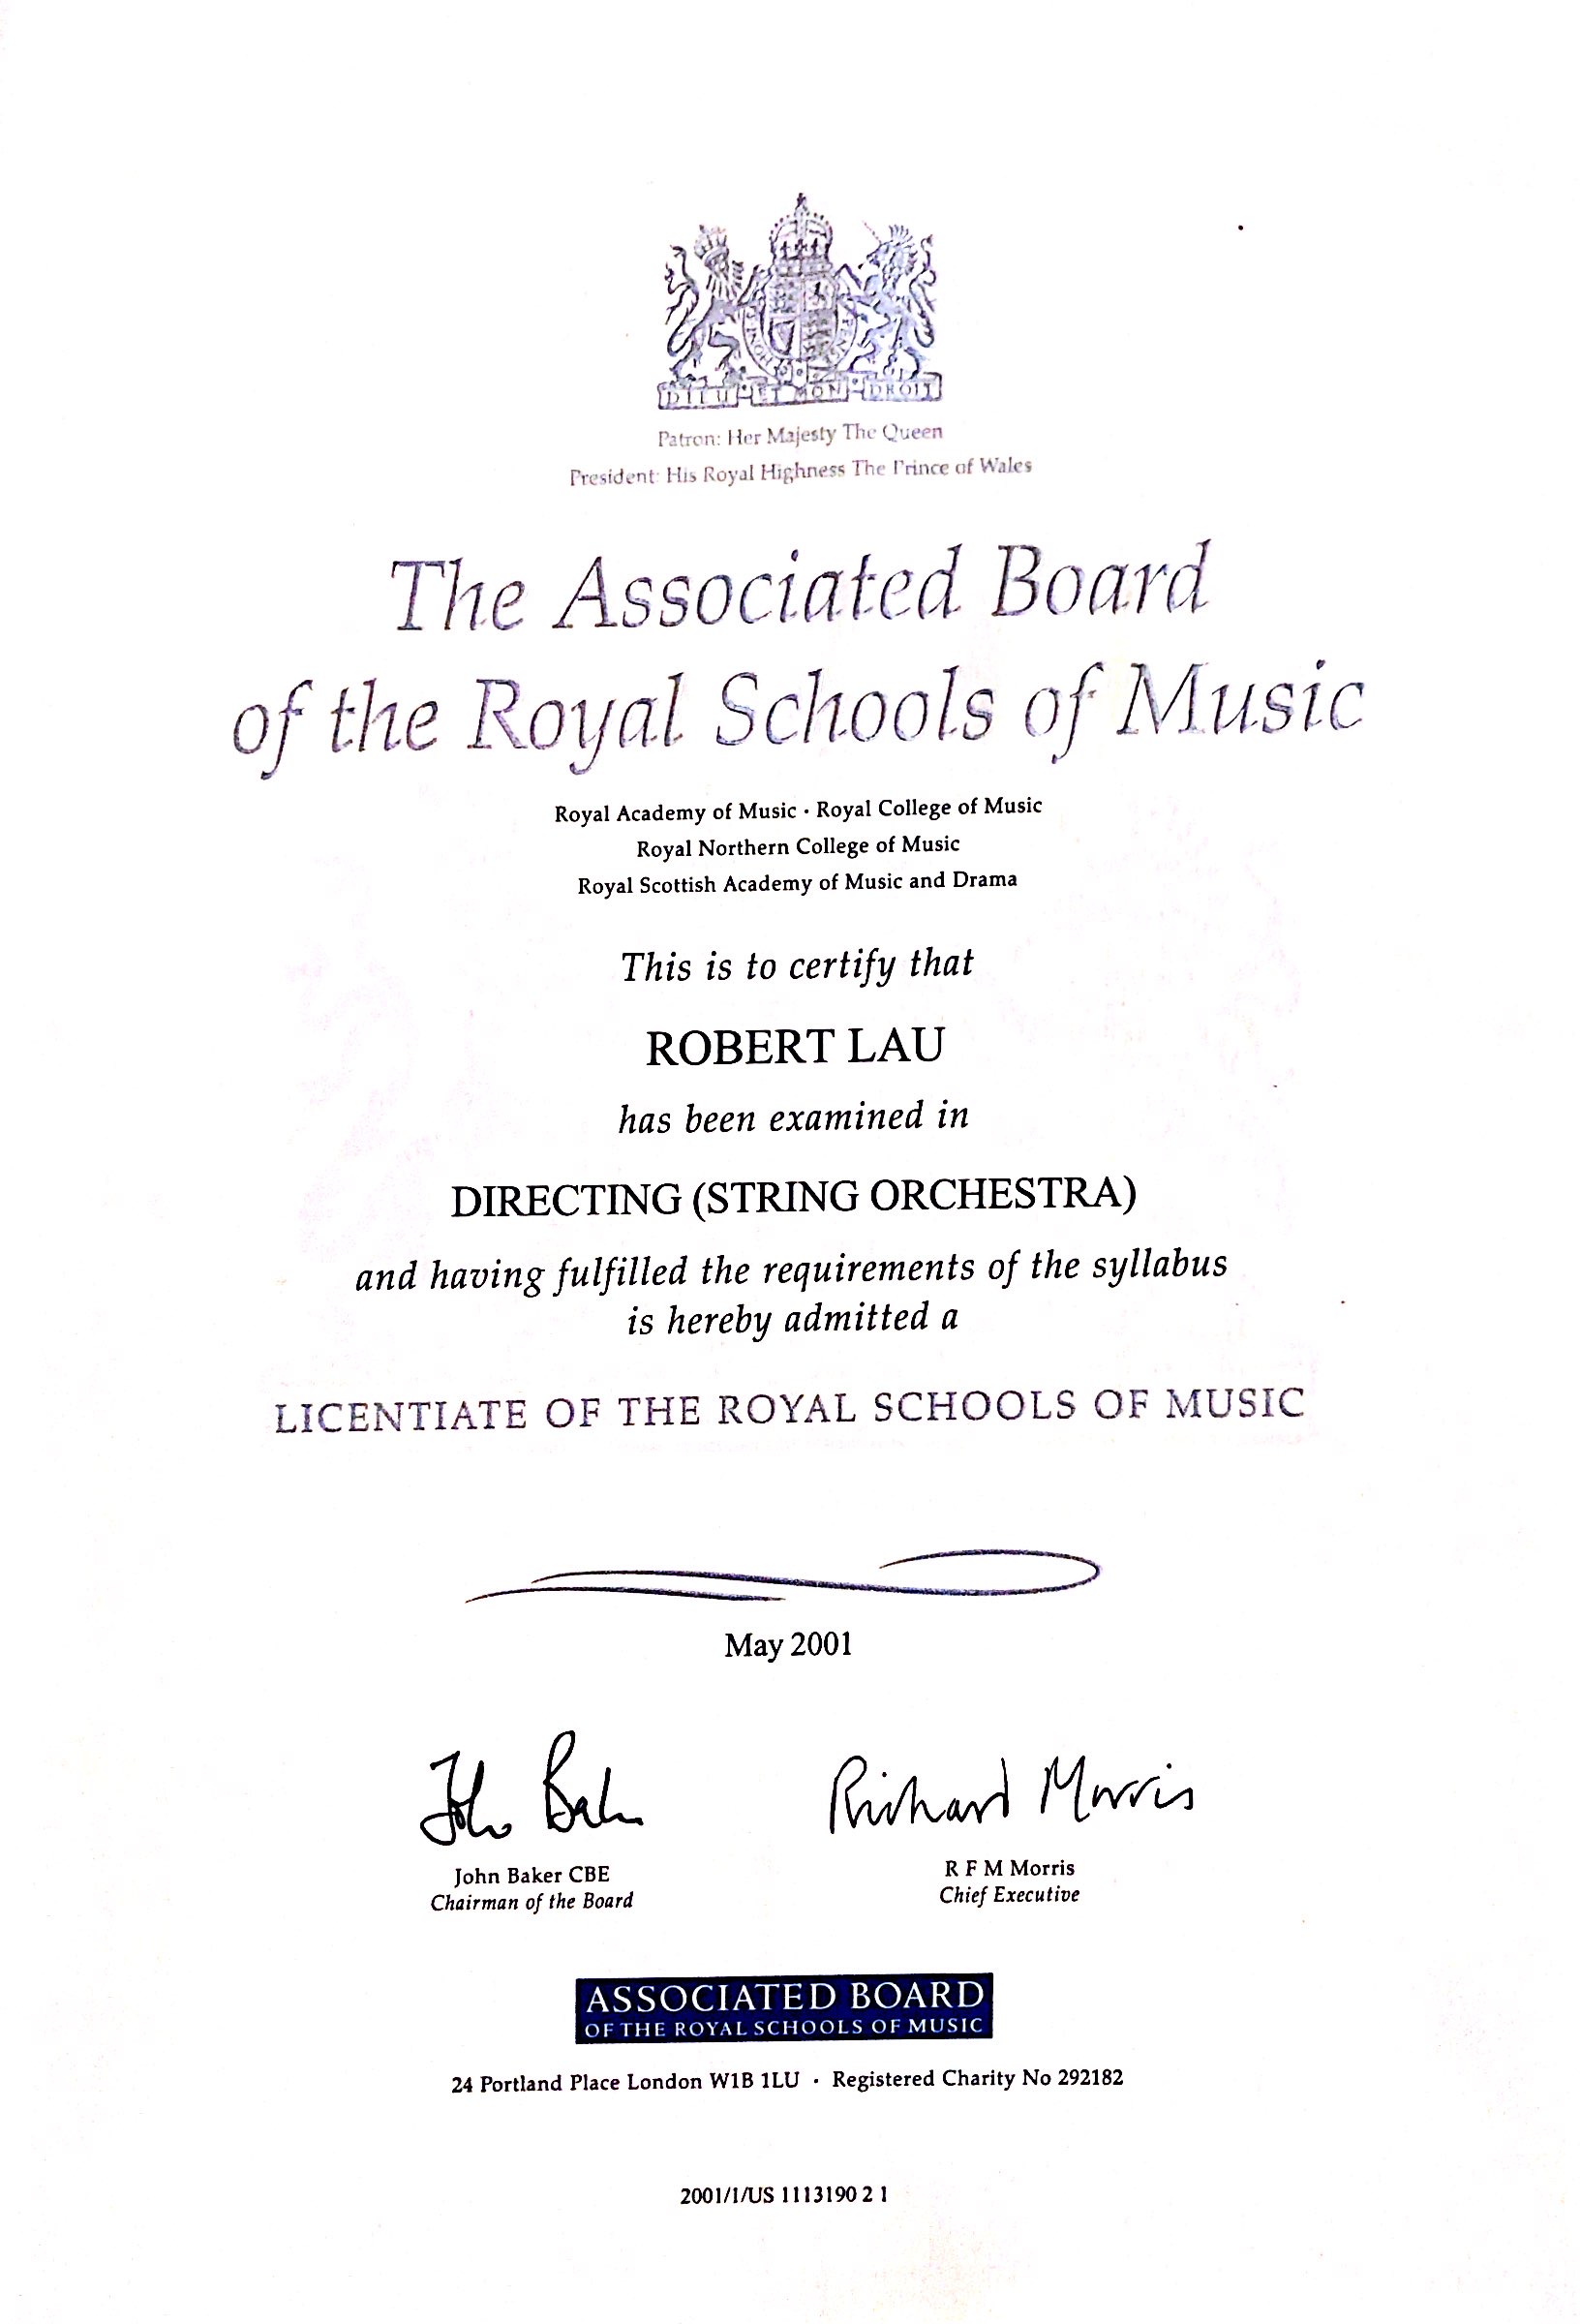 DIEU ET MON DROIT
Patron: Her Majesty The Queen
President: His Royal Highness The Prince of Wales
The Associated Board
of the Royal Schools of Music
Royal Academy of Music · Royal College of Music
Royal Northern College of Music
Royal Scottish Academy of Music and Drama
This is to certify that
ROBERT LAU
has been examined in
DIRECTING (STRING ORCHESTRA)
and having fulfilled the requirements of the syllabus
is hereby admitted a
LICENTIATE OF THE ROYAL SCHOOLS OF MUSIC
May 2001
John Baker
Richard Morris
John Baker CBE
Chairman of the Board
R F M Morris
Chief Executive
ASSOCIATED BOARD
OF THE ROYAL SCHOOLS OF MUSIC
24 Portland Place London W1B 1LU · Registered Charity No 292182
2001/1/US 1113190 2 1